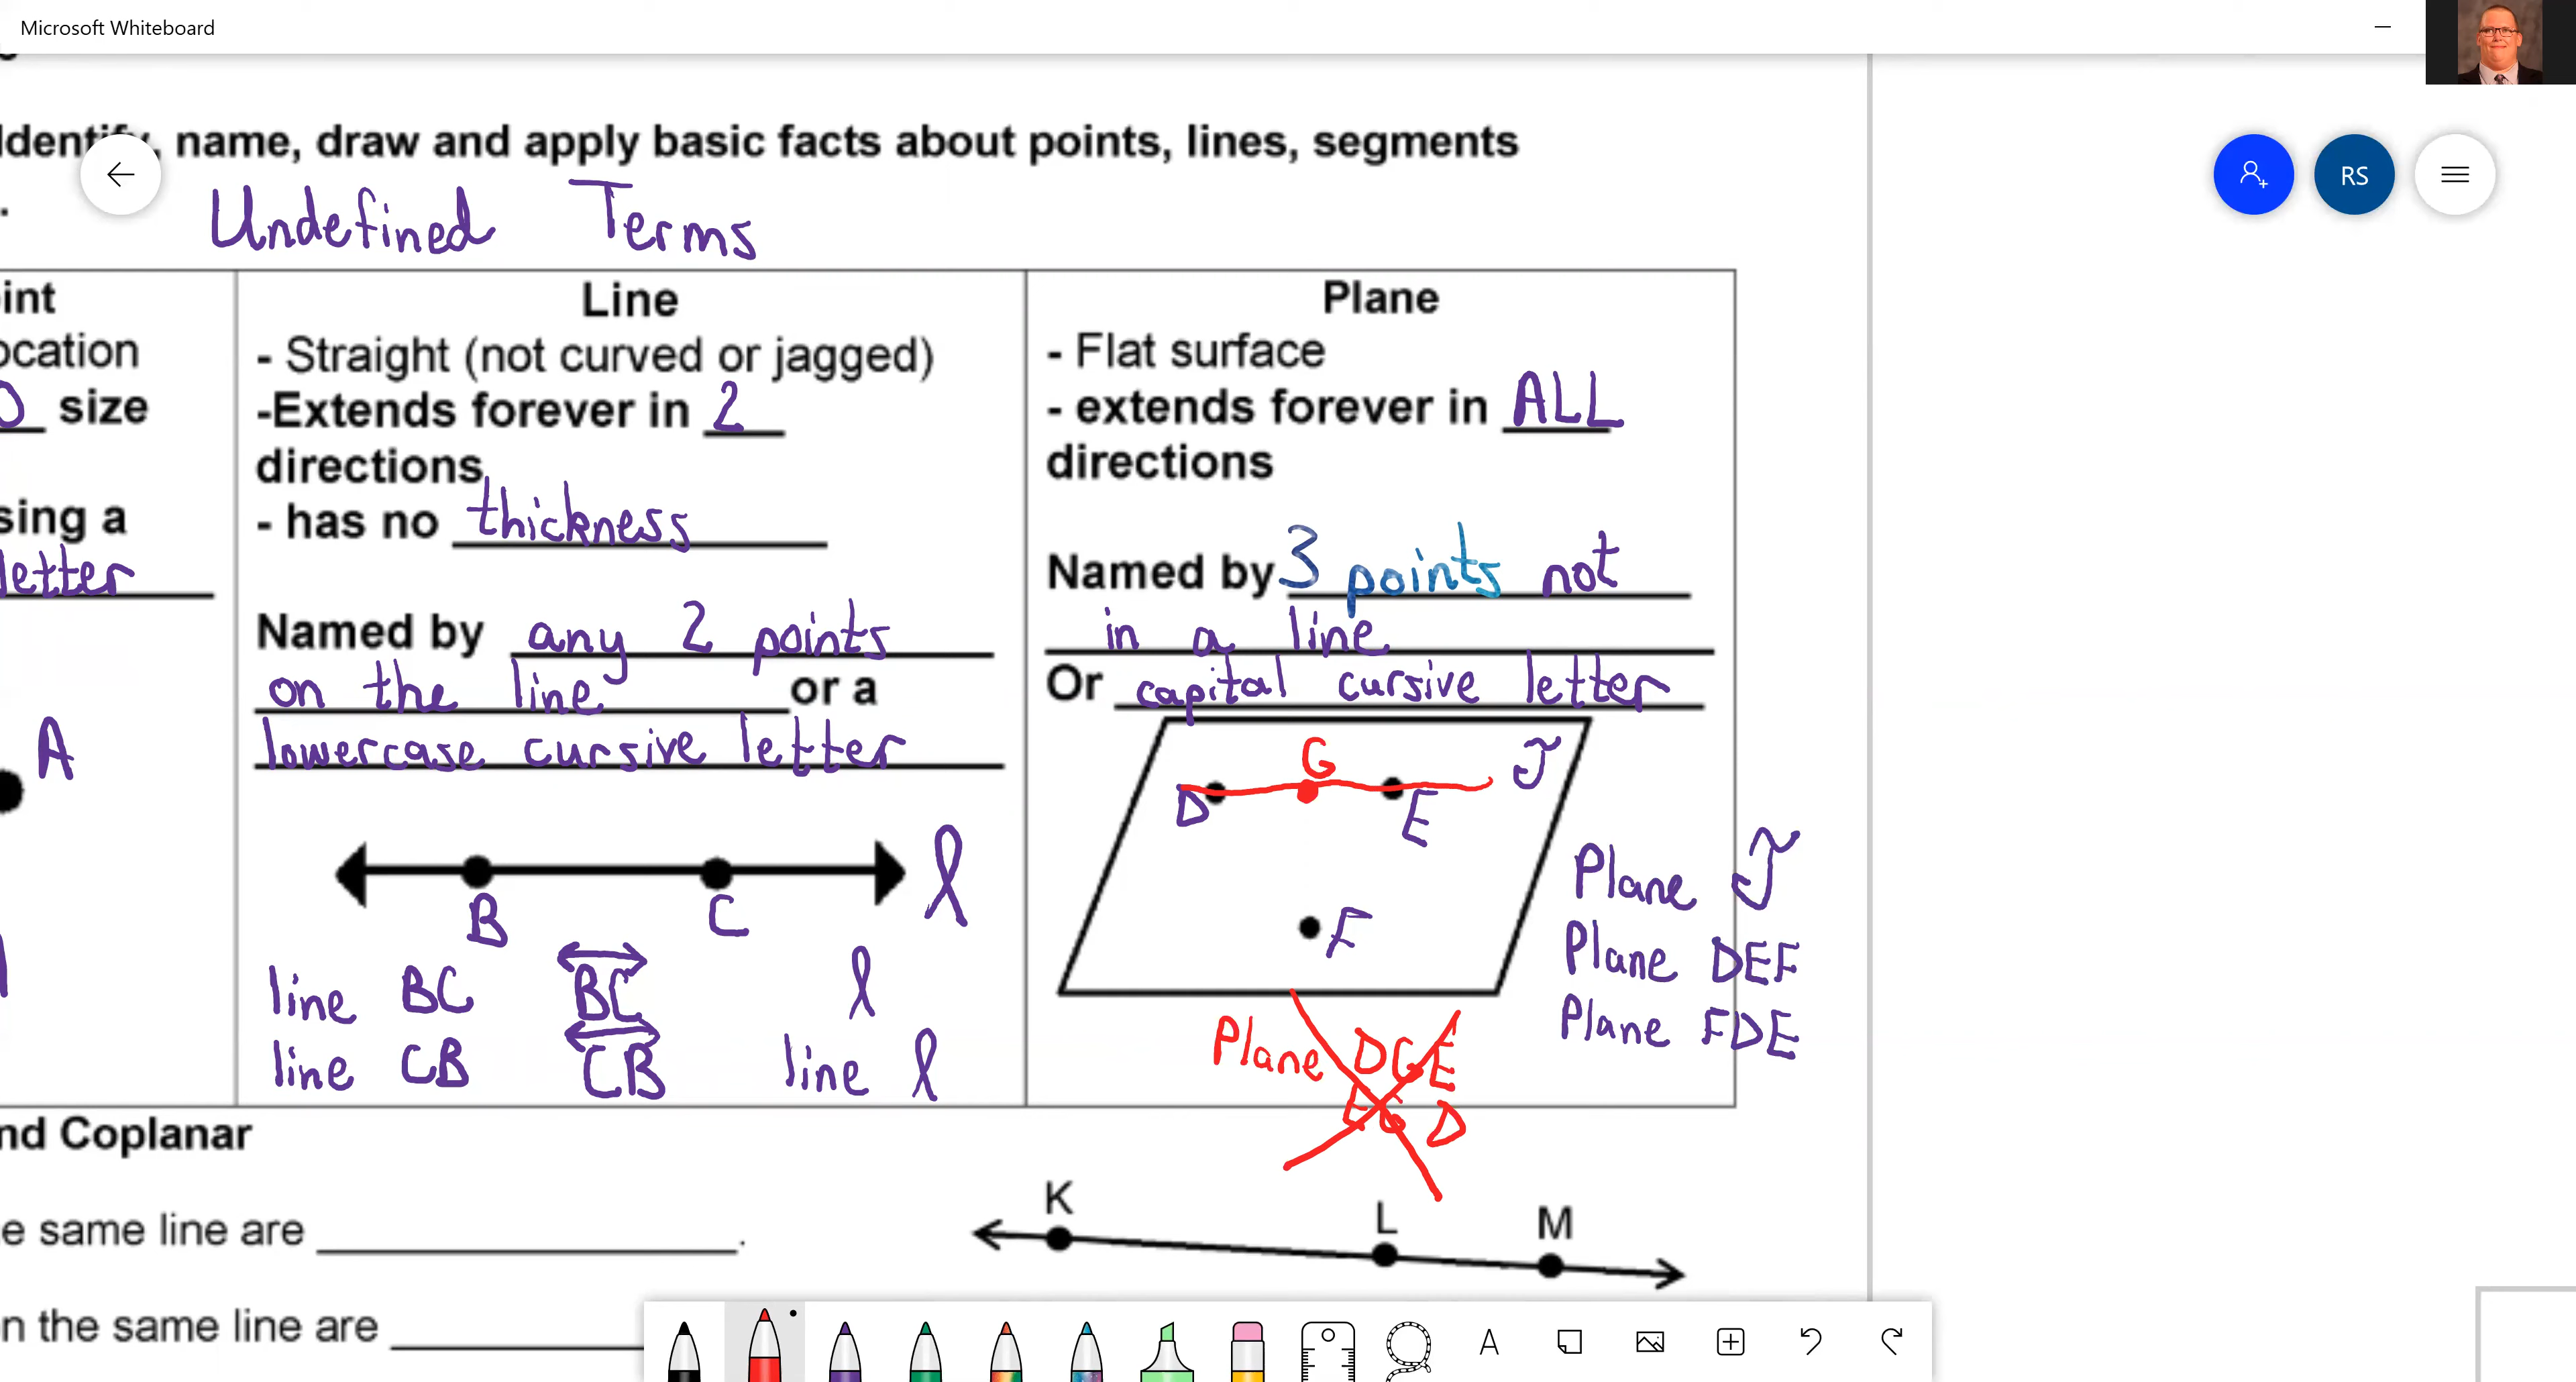 Microsoft Whiteboard
Identify, name, draw and apply basic facts about points, lines, segments
.
Undefined Terms
RS
int
ocation
0 size
sing a
letter
A
Line
- Straight (not curved or jagged)
-Extends forever in 2
directions
- has no thickness
Named by any 2 points
on the line or a
lowercase cursive letter
B C l
line BC BC l
line CB CB line l
Plane
- Flat surface
- extends forever in ALL
directions
Named by 3 points not
in a line
Or capital cursive letter
G J
D E
F
Plane J
Plane DEF
Plane FDE
Plane DGE
EGD
nd Coplanar
e same line are ____.
n the same line are ____
K L M
A